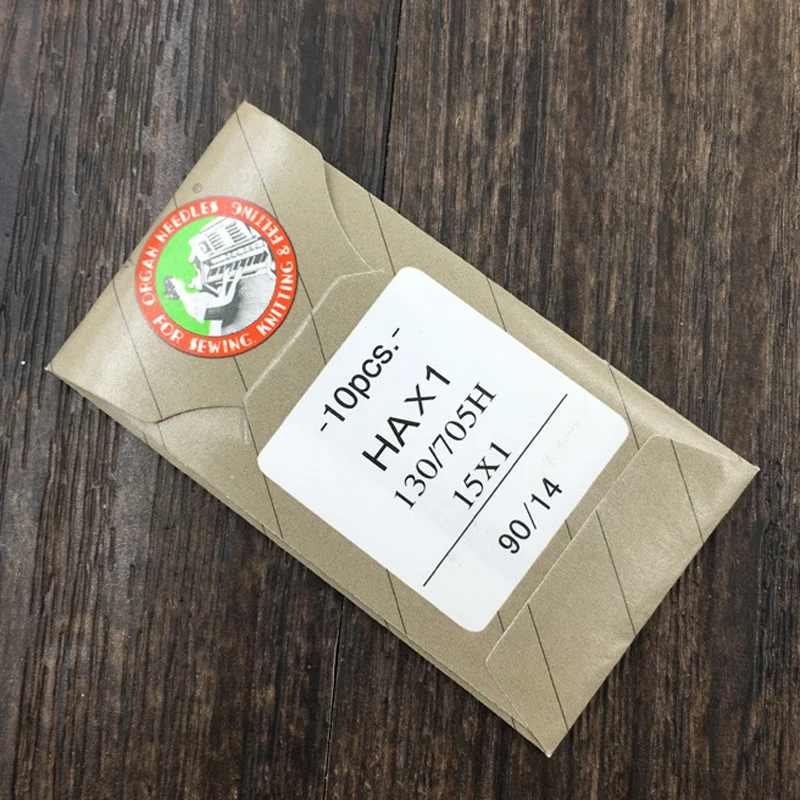 ORGAN NEEDLES
FOR SEWING, KNITTING & FELTING
®
-10pcs.-
HA X 1
130/705H
15X1
90/14